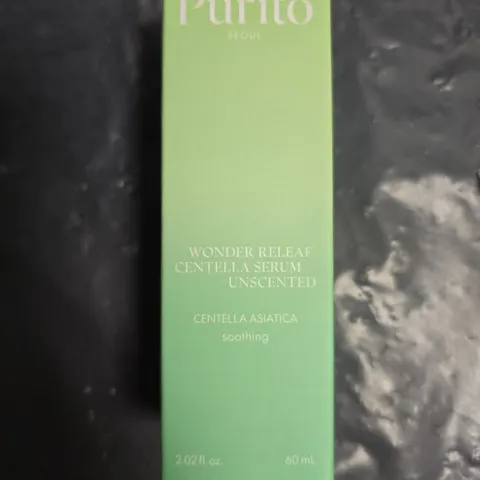 Purito
SEOUL
WONDER RELEAF
CENTELLA SERUM
UNSCENTED
CENTELLA ASIATICA
soothing
2.02 fl. oz. 60 mL